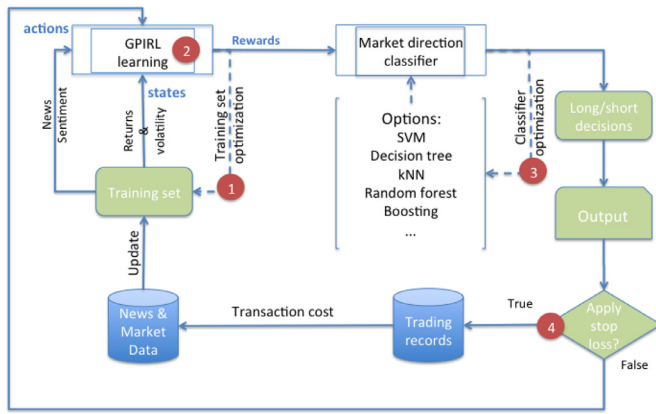 actions
GPIRL
learning
2
Rewards
Market direction
classifier
News
Sentiment
Returns
&
volatility
states
Training set
optimization
Options:
SVM
Decision tree
kNN
Random forest
Boosting
...
Classifier
optimization
Long/short
decisions
Training set
1
3
Output
Update
News &
Market
Data
Transaction cost
Trading
records
True
4
Apply
stop
loss?
False